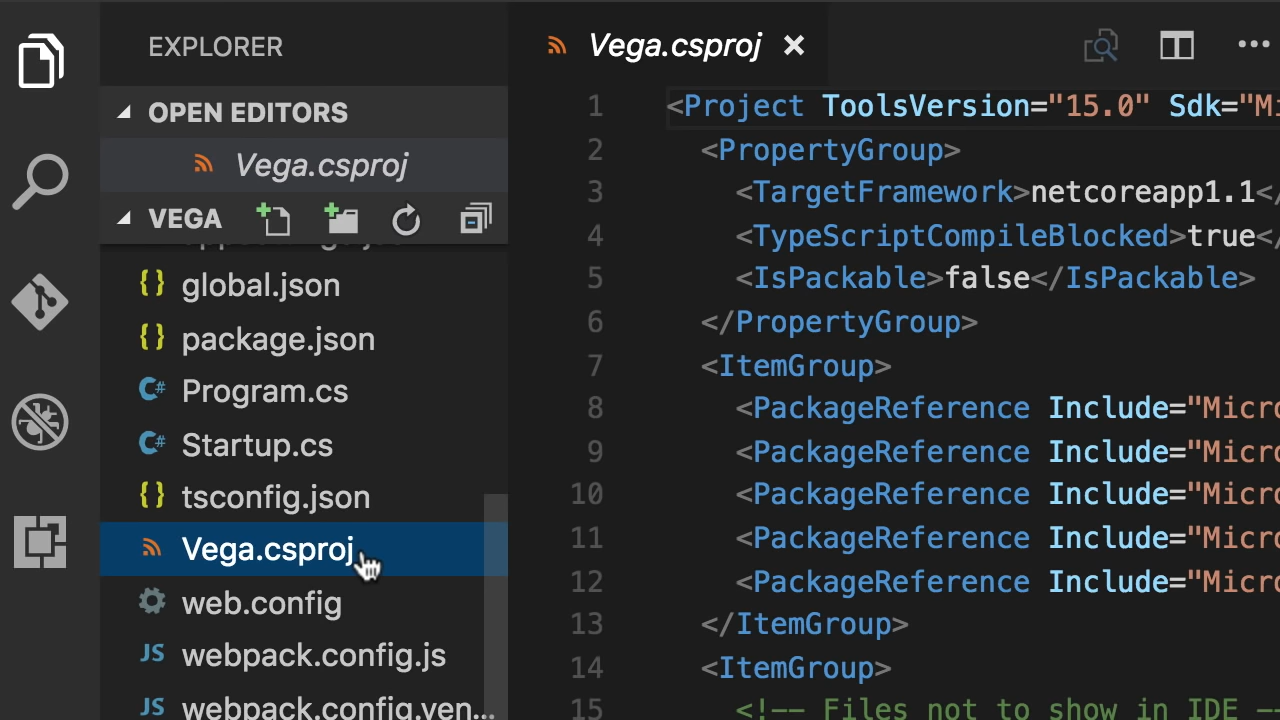 EXPLORER
OPEN EDITORS
Vega.csproj
VEGA
{} global.json
{} package.json
C# Program.cs
C# Startup.cs
{} tsconfig.json
Vega.csproj
web.config
JS webpack.config.js
JS webpack.config.ven...
Vega.csproj
1 <Project ToolsVersion="15.0" Sdk="Mi
2 <PropertyGroup>
3 <TargetFramework>netcoreapp1.1</
4 <TypeScriptCompileBlocked>true</
5 <IsPackable>false</IsPackable>
6 </PropertyGroup>
7 <ItemGroup>
8 <PackageReference Include="Micro
9 <PackageReference Include="Micro
10 <PackageReference Include="Micro
11 <PackageReference Include="Micro
12 <PackageReference Include="Micro
13 </ItemGroup>
14 <ItemGroup>
15 <!-- Files not to show in IDE --